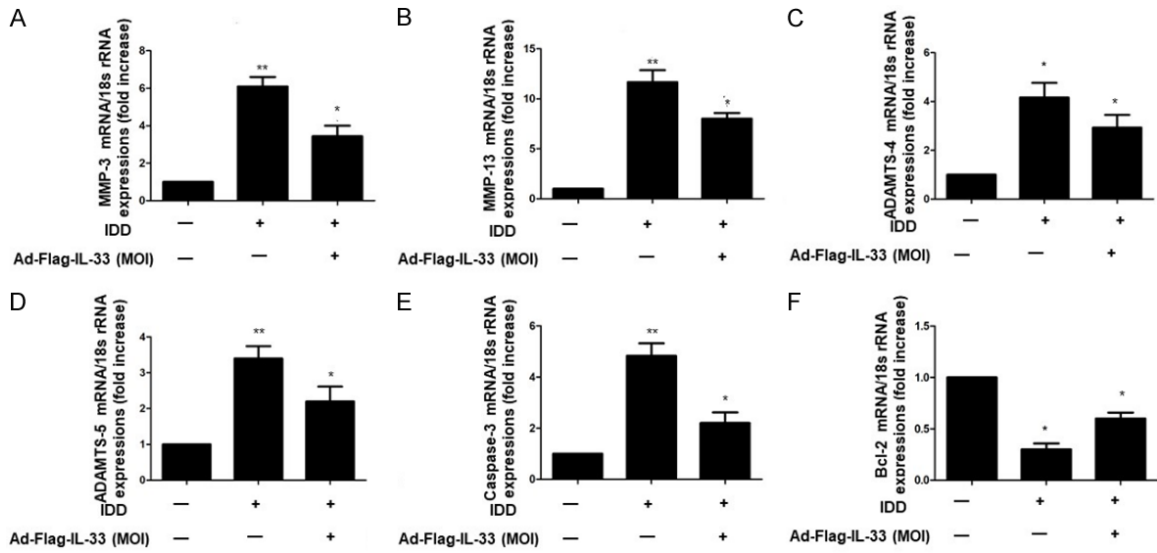 A
MMP-3 mRNA/18s rRNA
expressions (fold increase)
8
6
4
2
0
**
*
— + +
IDD
Ad-Flag-IL-33 (MOI) — — +
B
MMP-13 mRNA/18s rRNA
expressions (fold increase)
15
10
5
0
**
*
— + +
IDD
Ad-Flag-IL-33 (MOI) — — +
C
ADAMTS-4 mRNA/18s rRNA
expressions (fold increase)
6
4
2
0
*
*
— + +
IDD
Ad-Flag-IL-33 (MOI) — — +
D
ADAMTS-5 mRNA/18s rRNA
expressions (fold increase)
4
3
2
1
0
**
*
— + +
IDD
Ad-Flag-IL-33 (MOI) — — +
E
Caspase-3 mRNA/18s rRNA
expressions (fold increase)
6
4
2
0
**
*
— + +
IDD
Ad-Flag-IL-33 (MOI) — — +
F
Bcl-2 mRNA/18s rRNA
expressions (fold increase)
1.5
1.0
0.5
0.0
*
*
— + +
IDD
Ad-Flag-IL-33 (MOI) — — +